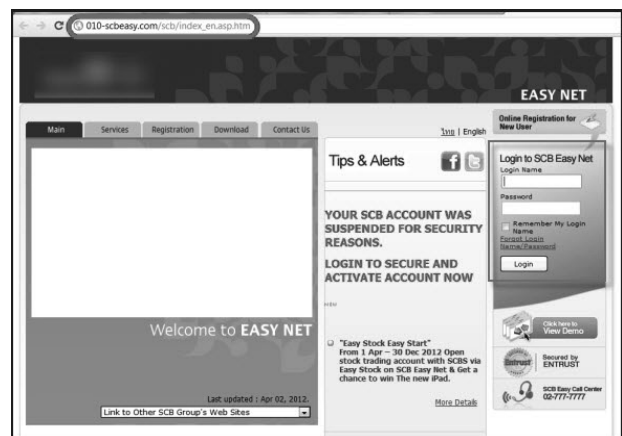 010-scbeasy.com/scb/index_en.asp.htm
EASY NET
Main
Services
Registration
Download
Contact Us
ไทย | English
Online Registration for
New User
Tips & Alerts
Login to SCB Easy Net
Login Name
Password
Remember My Login
Name
Forgot Login
Name/Password
Login
YOUR SCB ACCOUNT WAS
SUSPENDED FOR SECURITY
REASONS.
LOGIN TO SECURE AND
ACTIVATE ACCOUNT NOW
Welcome to EASY NET
"Easy Stock Easy Start"
From 1 Apr – 30 Dec 2012 Open
stock trading account with SCBS via
Easy Stock on SCB Easy Net & Get a
chance to win The new iPad.
More Details
Click here to
View Demo
Entrust
Secured by
ENTRUST
SCB Easy Call Center
02-777-7777
Last updated : Apr 02, 2012.
Link to Other SCB Group's Web Sites